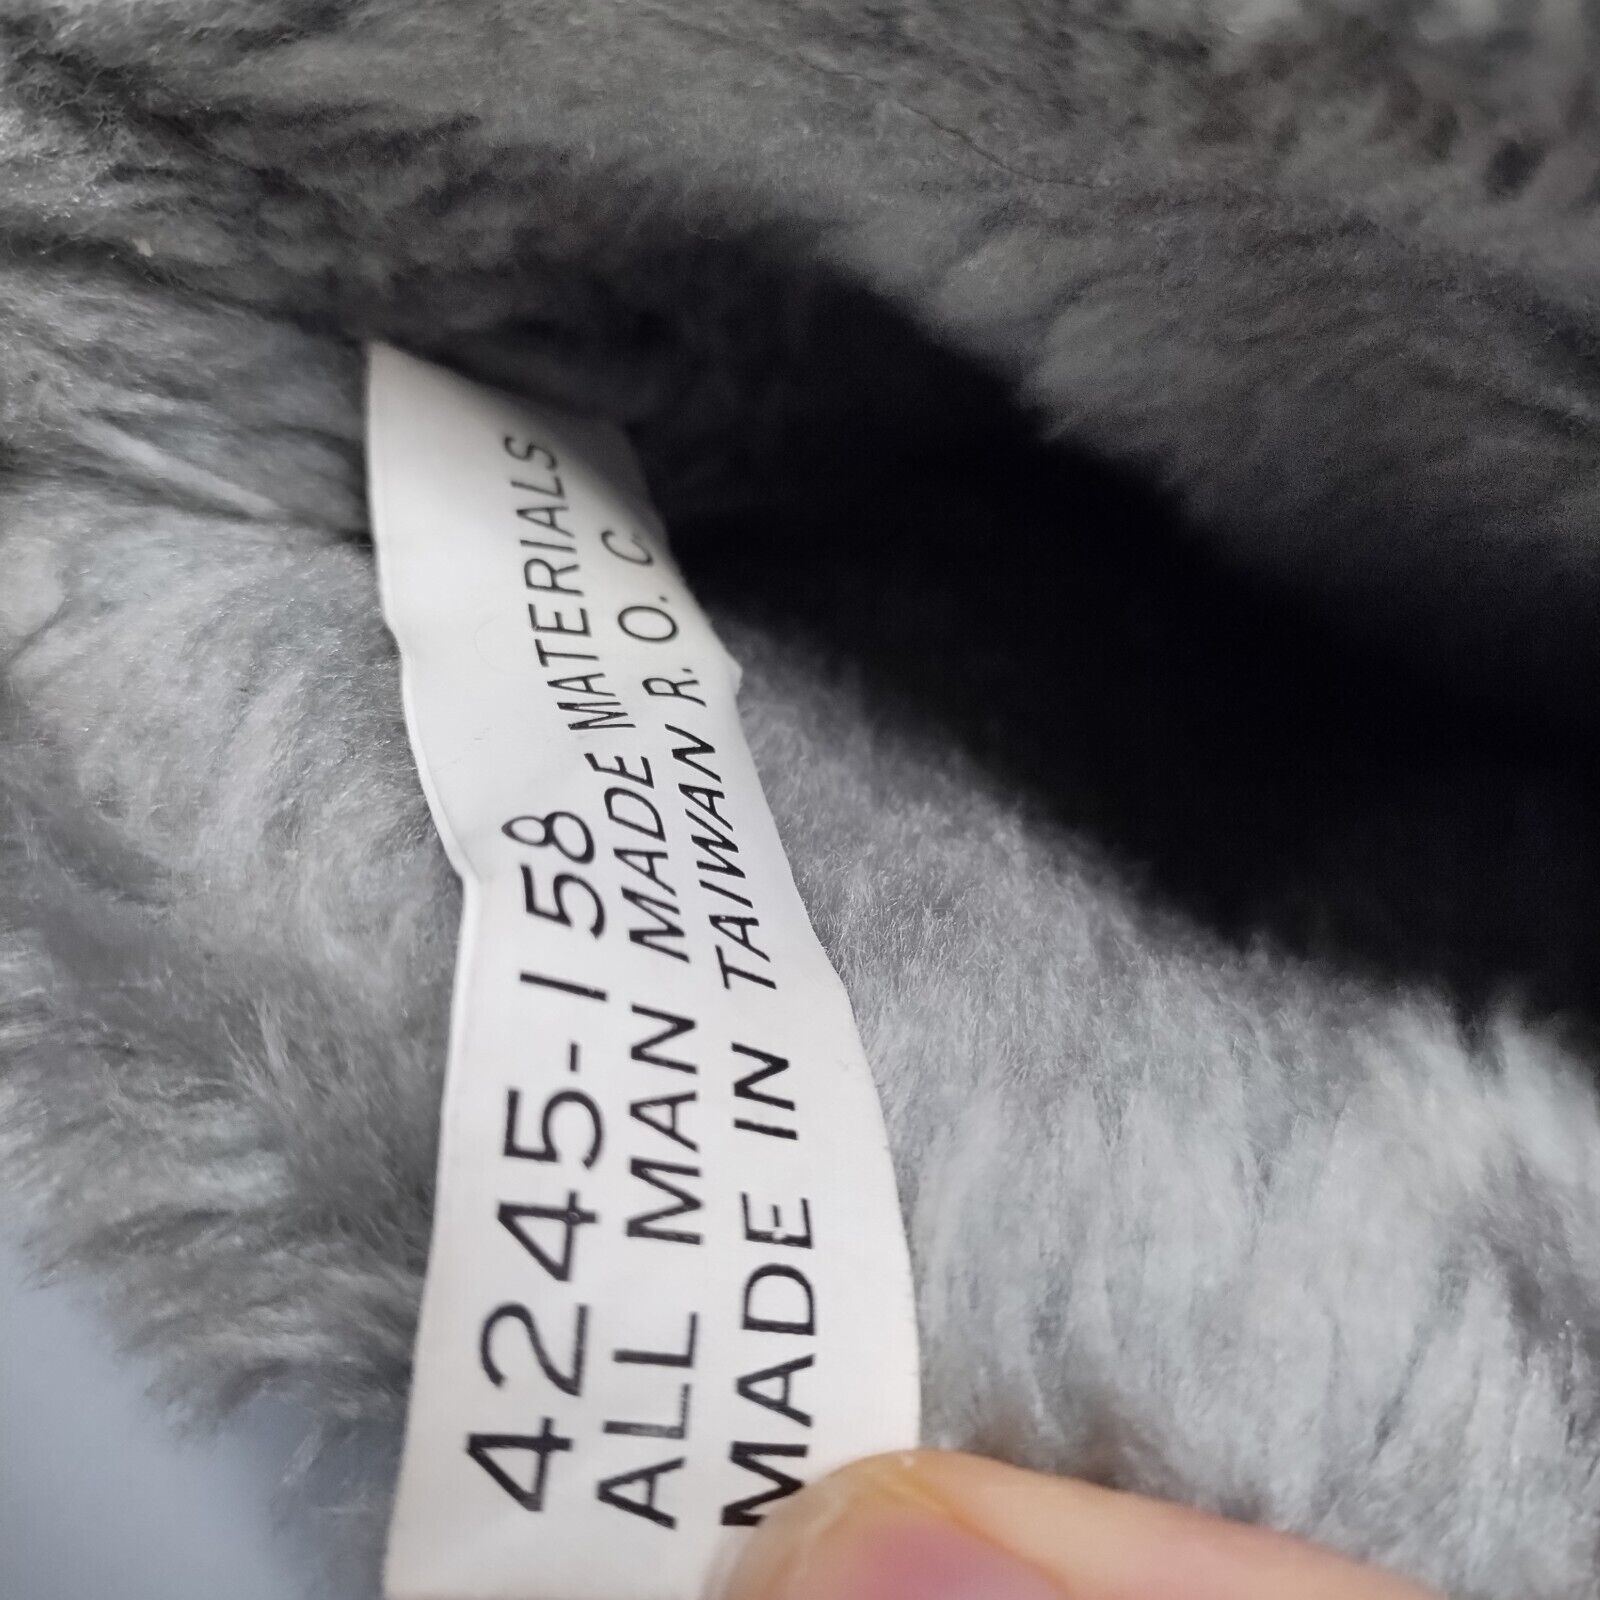 4245-158
ALL MAN MADE MATERIALS
MADE IN TAIWAN R. O. C.